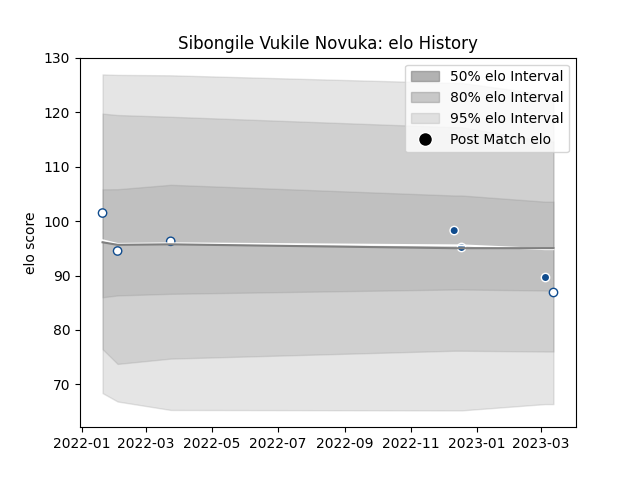 Sibongile Vukile Novuka: elo History
130
120
110
100
90
80
70
elo score
50% elo Interval
80% elo Interval
95% elo Interval
Post Match elo
2022-01 2022-03 2022-05 2022-07 2022-09 2022-11 2023-01 2023-03